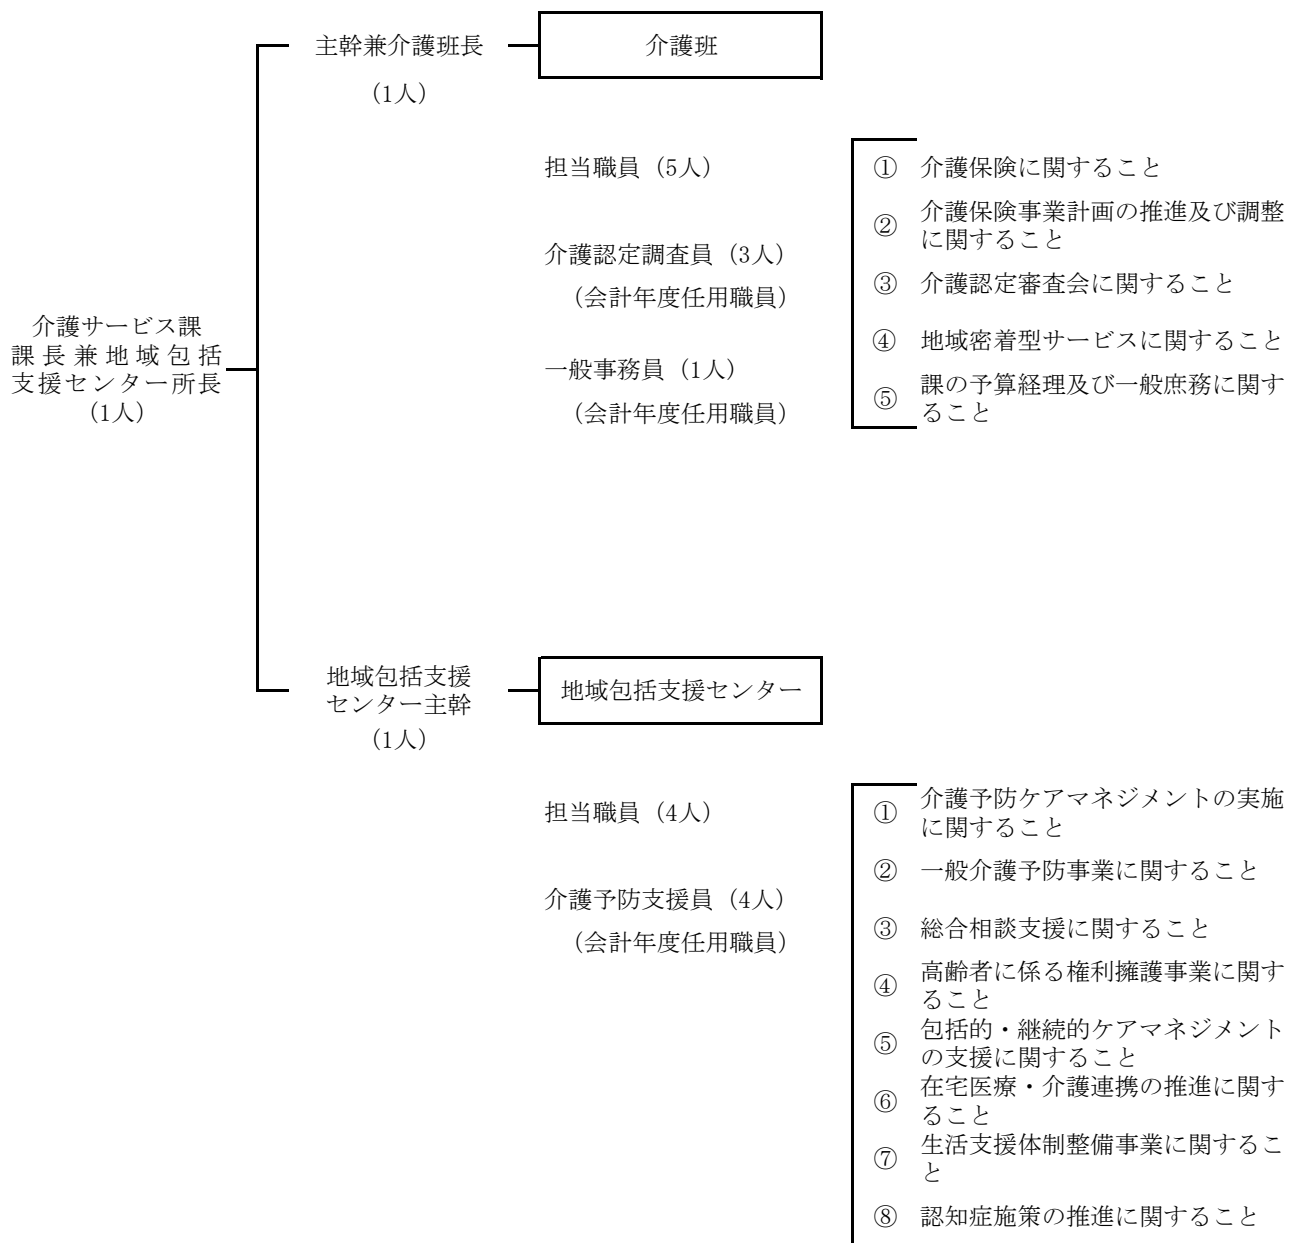 主幹兼介護班長
(1人)
介護班
担当職員 (5人)
介護認定調査員 (3人)
(会計年度任用職員)
一般事務員 (1人)
(会計年度任用職員)
① 介護保険に関すること
② 介護保険事業計画の推進及び調整
に関すること
③ 介護認定審査会に関すること
④ 地域密着型サービスに関すること
⑤ 課の予算経理及び一般庶務に関す
ること
介護サービス課
課長兼地域包括
支援センター所長
(1人)
地域包括支援
センター主幹
(1人)
地域包括支援センター
担当職員 (4人)
介護予防支援員 (4人)
(会計年度任用職員)
① 介護予防ケアマネジメントの実施
に関すること
② 一般介護予防事業に関すること
③ 総合相談支援に関すること
④ 高齢者に係る権利擁護事業に関す
ること
⑤ 包括的・継続的ケアマネジメント
の支援に関すること
⑥ 在宅医療・介護連携の推進に関す
ること
⑦ 生活支援体制整備事業に関するこ
と
⑧ 認知症施策の推進に関すること